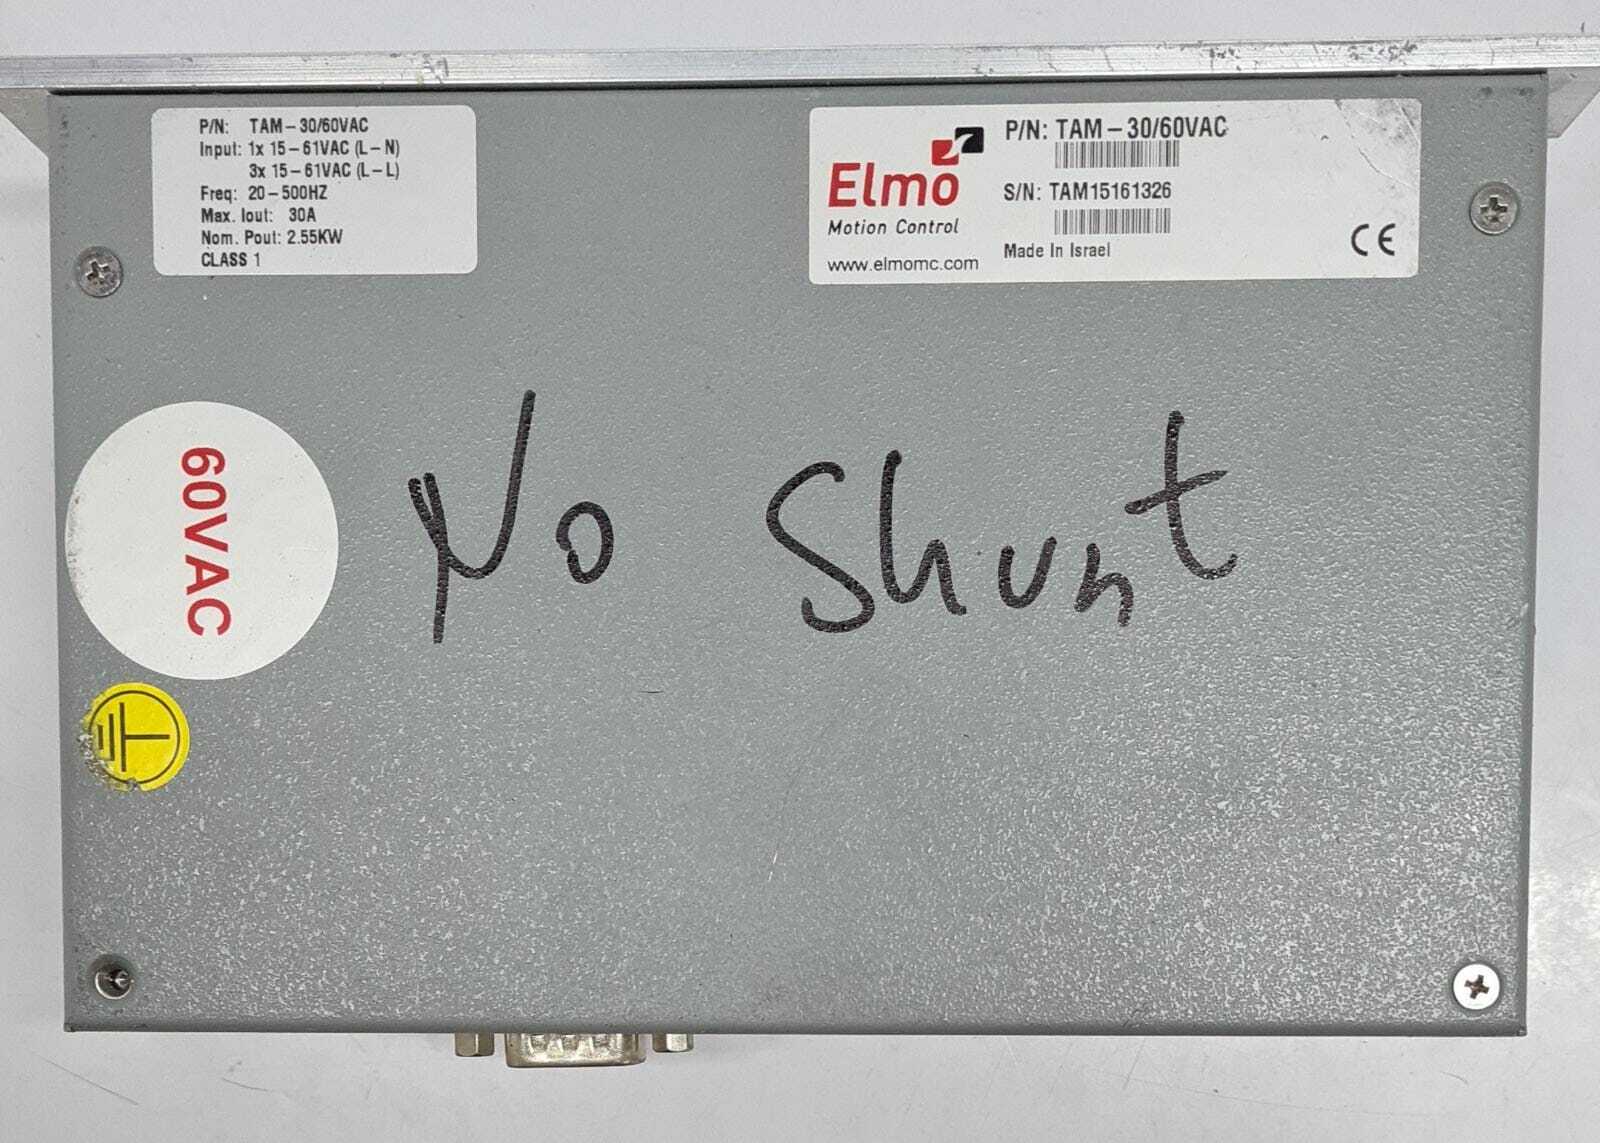 P/N: TAM-30/60VAC
Input: 1x 15-61VAC (L-N)
3x 15-61VAC (L-L)
Freq: 20-500HZ
Max. Iout: 30A
Nom. Pout: 2.55KW
CLASS 1
Elmo
Motion Control
www.elmomc.com
P/N: TAM-30/60VAC
S/N: TAM15161326
Made In Israel
CE
60VAC
No Shunt